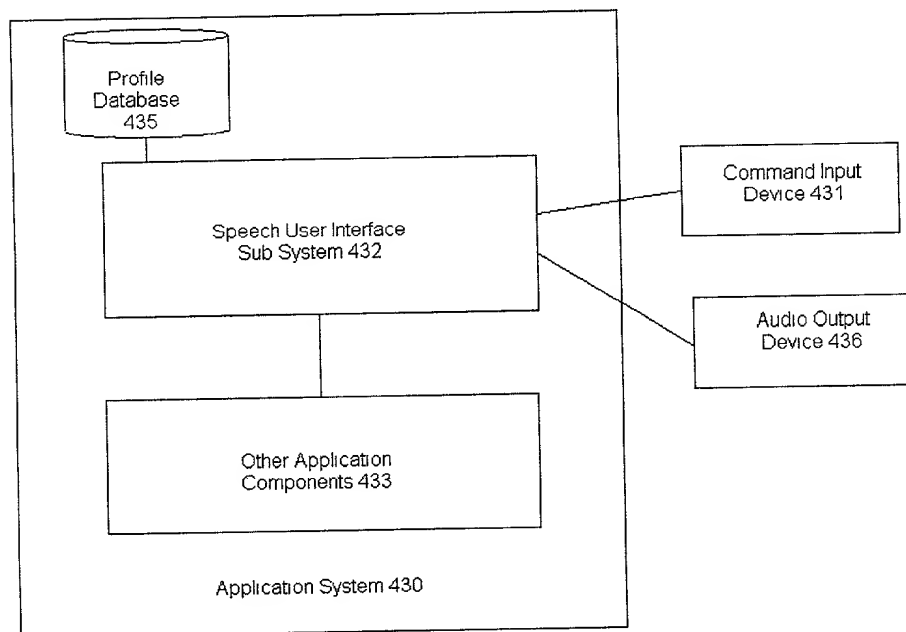 Profile
Database
435
Speech User Interface
Sub System 432
Command Input
Device 431
Audio Output
Device 436
Other Application
Components 433
Application System 430